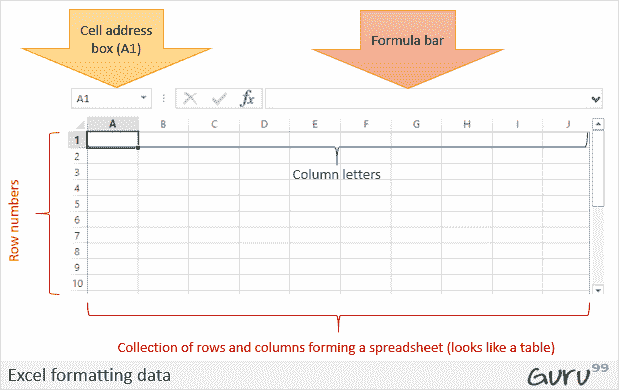 Cell address
box (A1)
Formula bar
A1
fx
A B C D E F G H I J
1
2
Column letters
3
4
5
6
7
8
9
10
Row numbers
Collection of rows and columns forming a spreadsheet (looks like a table)
Excel formatting data
Guru99